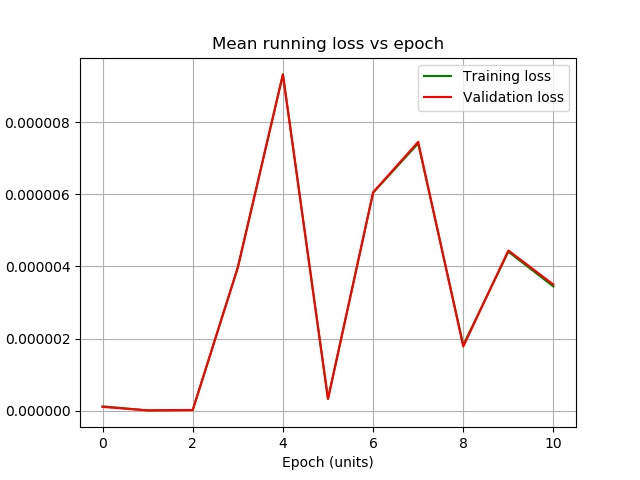 Mean running loss vs epoch
Training loss
Validation loss
0.000008
0.000006
0.000004
0.000002
0.000000
0 2 4 6 8 10
Epoch (units)